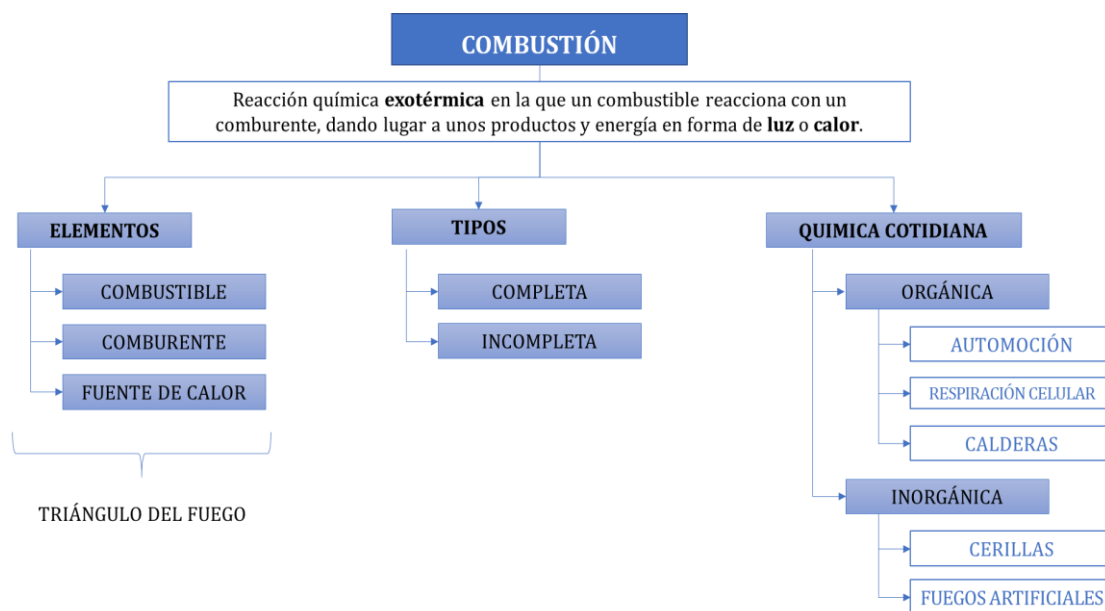 COMBUSTIÓN
Reacción química exotérmica en la que un combustible reacciona con un
comburente, dando lugar a unos productos y energía en forma de luz o calor.
ELEMENTOS
COMBUSTIBLE
COMBURENTE
FUENTE DE CALOR
TRIÁNGULO DEL FUEGO
TIPOS
COMPLETA
INCOMPLETA
QUIMICA COTIDIANA
ORGÁNICA
AUTOMOCIÓN
RESPIRACIÓN CELULAR
CALDERAS
INORGÁNICA
CERILLAS
FUEGOS ARTIFICIALES